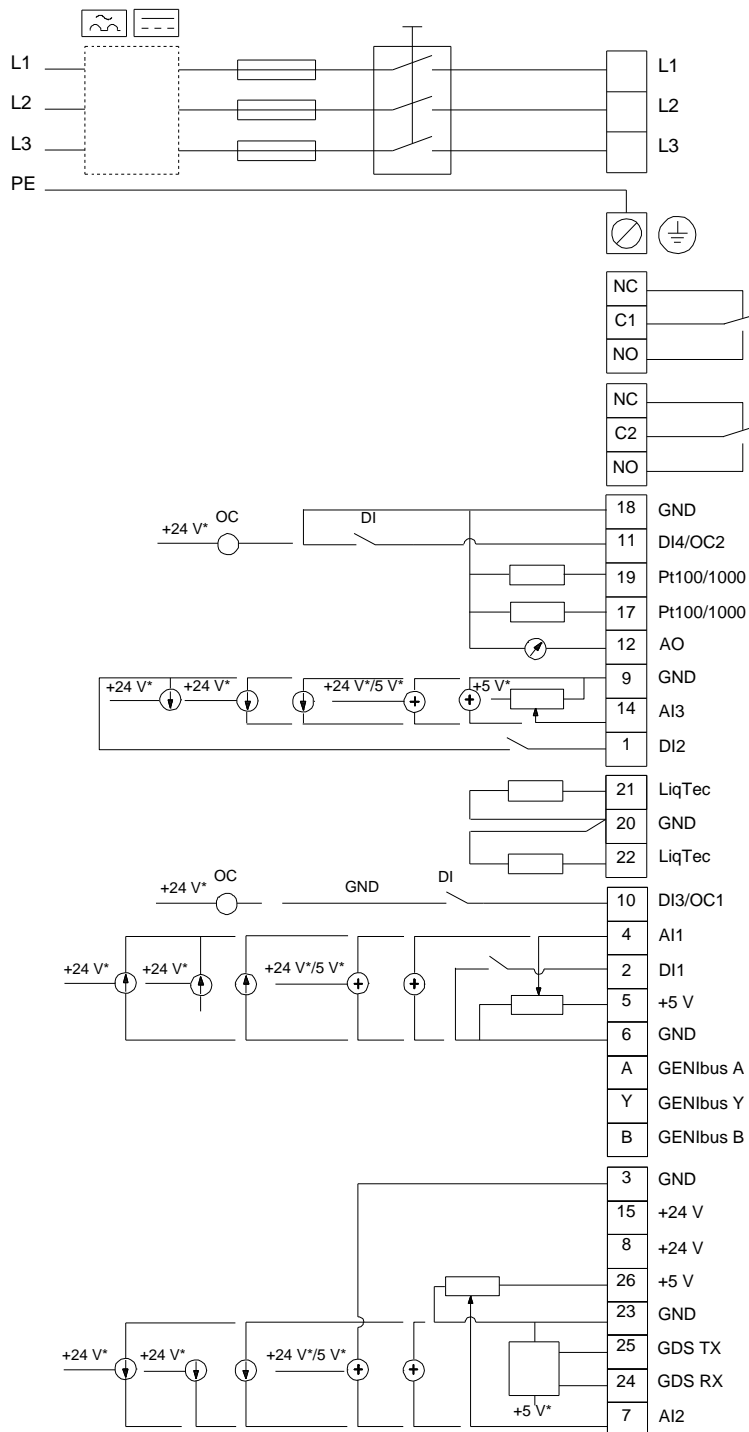 L1 L1
L2 L2
L3 L3
PE
NC
C1
NO
NC
C2
NO
18 GND
+24 V* OC DI 11 DI4/OC2
19 Pt100/1000
17 Pt100/1000
12 AO
9 GND
+24 V* +24 V* +24 V*/5 V* +5 V*
14 AI3
1 DI2
21 LiqTec
20 GND
22 LiqTec
+24 V* OC GND DI 10 DI3/OC1
4 AI1
+24 V* +24 V* +24 V*/5 V* 2 DI1
5 +5 V
6 GND
A GENIbus A
Y GENIbus Y
B GENIbus B
3 GND
15 +24 V
8 +24 V
26 +5 V
23 GND
+24 V* +24 V* +24 V*/5 V* 25 GDS TX
24 GDS RX
+5 V*
7 AI2